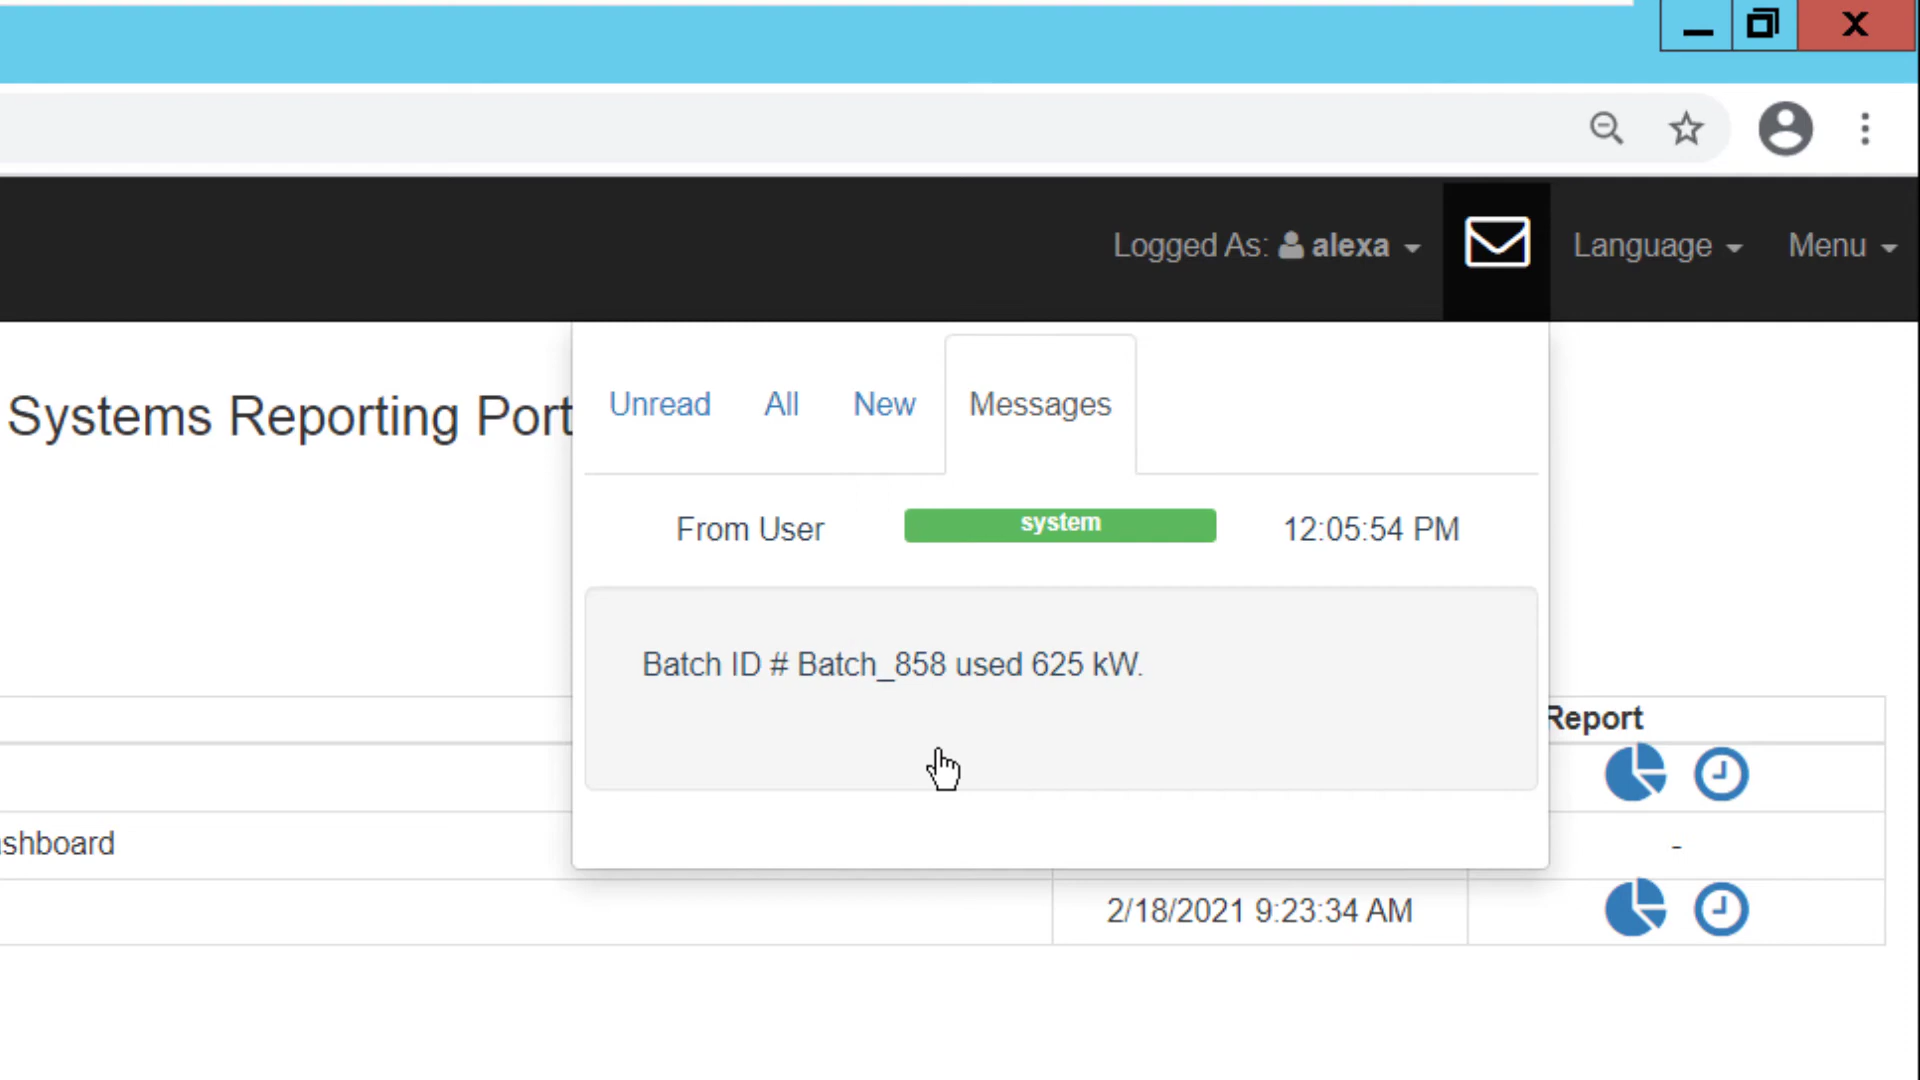 X
Logged As: alexa
Language
Menu
Systems Reporting Port
Unread
All
New
Messages
From User
system
12:05:54 PM
Batch ID # Batch_858 used 625 kW.
Report
shboard
-
2/18/2021 9:23:34 AM